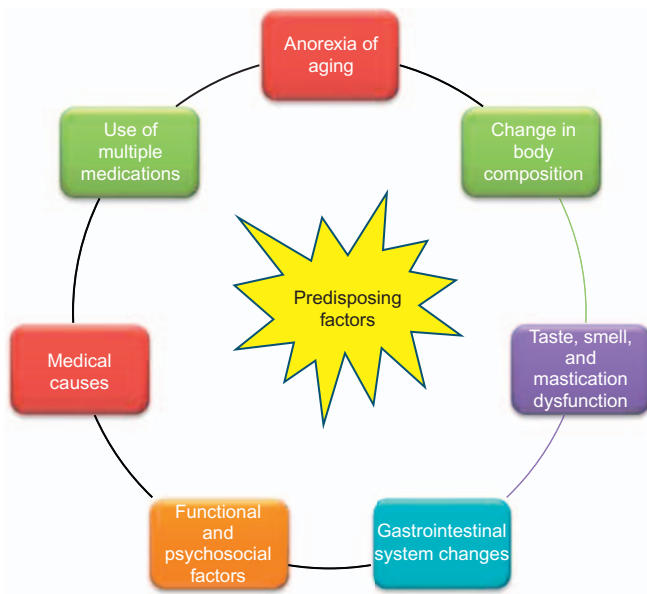 Anorexia of
aging
Change in
body
composition
Taste, smell,
and
mastication
dysfunction
Gastrointestinal
system changes
Functional
and
psychosocial
factors
Medical
causes
Use of
multiple
medications
Predisposing
factors